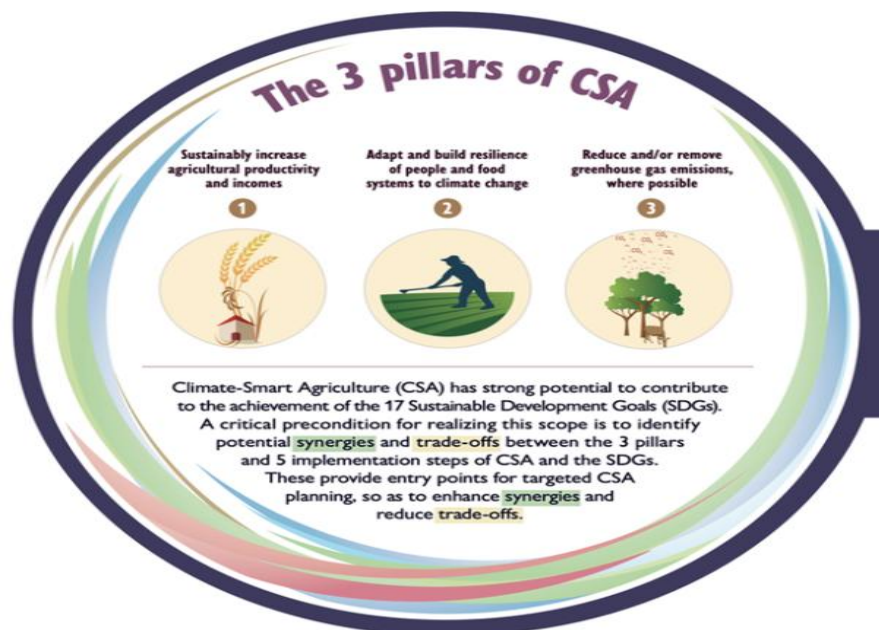 The 3 pillars of CSA
Sustainably increase
agricultural productivity
and incomes
1
Adapt and build resilience
of people and food
systems to climate change
2
Reduce and/or remove
greenhouse gas emissions,
where possible
3
Climate-Smart Agriculture (CSA) has strong potential to contribute
to the achievement of the 17 Sustainable Development Goals (SDGs).
A critical precondition for realizing this scope is to identify
potential synergies and trade-offs between the 3 pillars
and 5 implementation steps of CSA and the SDGs.
These provide entry points for targeted CSA
planning, so as to enhance synergies and
reduce trade-offs.